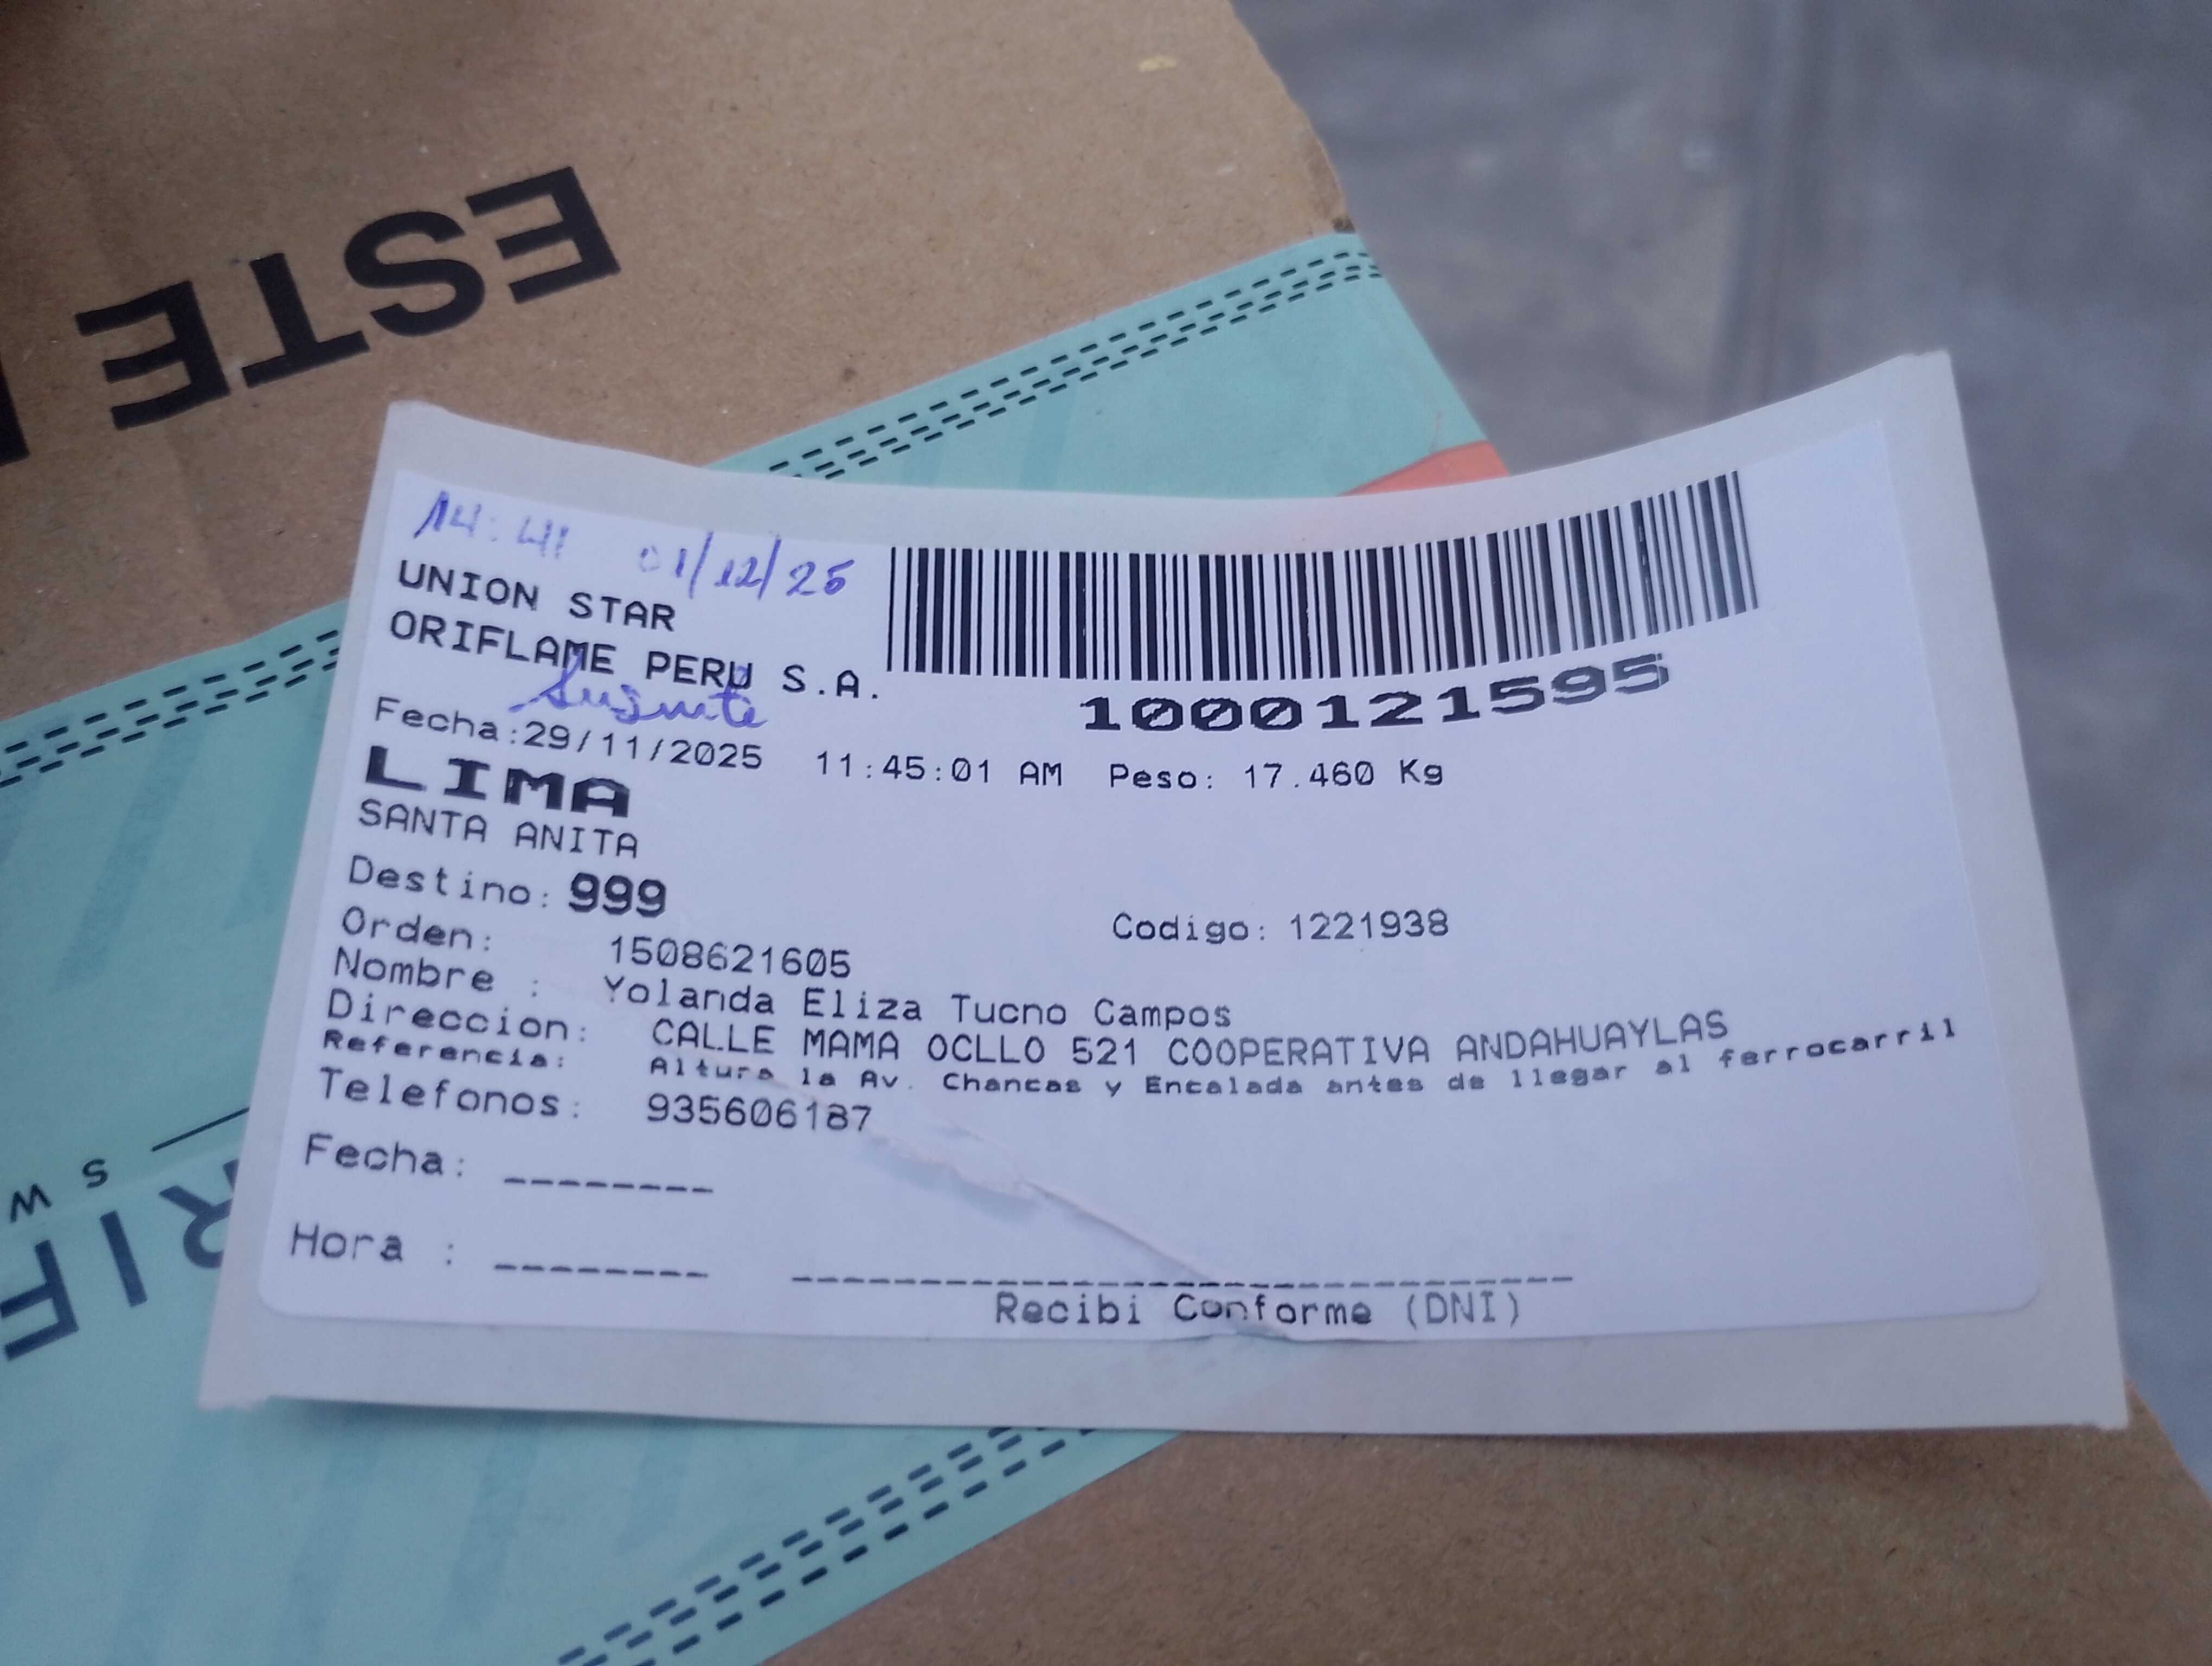 ESTE
14:41 01/12/25
UNION STAR
ORIFLAME PERU S.A.
1000121595
Fecha:29/11/2025 11:45:01 AM Peso: 17.460 Kg
LIMA
SANTA ANITA
Destino: 999
Orden: 1508621605 Codigo: 1221938
Nombre : Yolanda Eliza Tucno Campos
Direccion: CALLE MAMA OCLLO 521 COOPERATIVA ANDAHUAYLAS
Referencia: Altura la Av. Chancas y Encalada antes de llegar al ferrocarril
Telefonos: 935606187
Fecha: ________
Hora : ________
Recibi Conforme (DNI)
RIF
S W